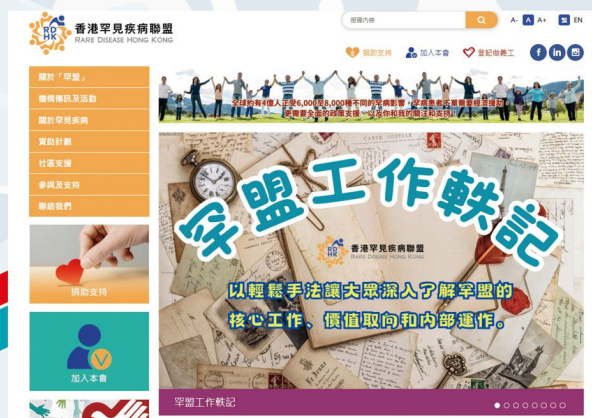 香港罕見疾病聯盟
RARE DISEASE HONG KONG
搜尋內容
A- A A+ 繁 EN
捐助支持 加入本會 登記做義工
關於「罕盟」
機構傳訊及活動
關於罕見疾病
資助計劃
社區支援
參與及支持
聯絡我們
捐助支持
加入本會
全球約有4億人正受6,000至8,000種不同的罕病影響，罕病患者不單需要經濟援助，
更需要全面的政策支援，以及你和我的關注和支持！
罕盟工作軼記
香港罕見疾病聯盟
RARE DISEASE HONG KONG
以輕鬆手法讓大眾深入了解罕盟的
核心工作、價值取向和內部運作。
罕盟工作軼記